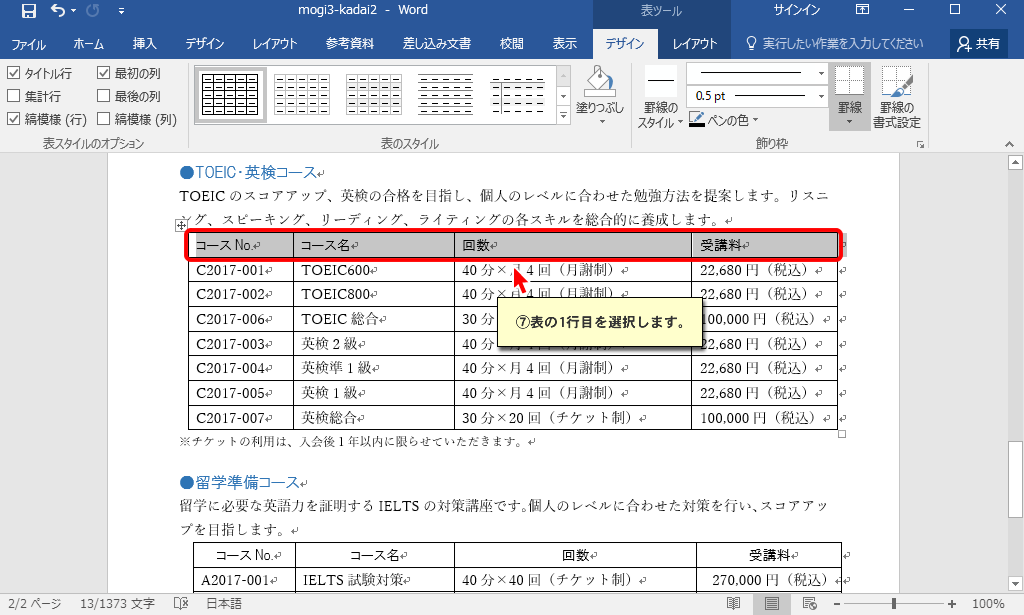 mogi3-kadai2 - Word
表ツール
サインイン
ファイル ホーム 挿入 デザイン レイアウト 参考資料 差し込み文書 校閲 表示 デザイン レイアウト 実行したい作業を入力してください 共有
タイトル行 最初の列
集計行 最後の列
縞模様 (行) 縞模様 (列)
塗りつぶし
罫線の
スタイル
0.5 pt
ペンの色
罫線
罫線の
書式設定
表スタイルのオプション 表のスタイル 飾り枠
●TOEIC・英検コース
TOEIC のスコアアップ、英検の合格を目指し、個人のレベルに合わせた勉強方法を提案します。リスニ
ング、スピーキング、リーディング、ライティングの各スキルを総合的に養成します。
コース No. コース名 回数 受講料
C2017-001 TOEIC600 40 分×月 4 回（月謝制） 22,680 円（税込）
C2017-002 TOEIC800 40 分×月 4 回（月謝制） 22,680 円（税込）
C2017-006 TOEIC 総合 30 分 100,000 円（税込）
⑦表の1行目を選択します。
C2017-003 英検 2 級 40 分 22,680 円（税込）
C2017-004 英検準 1 級 40 分×月 4 回（月謝制） 22,680 円（税込）
C2017-005 英検 1 級 40 分×月 4 回（月謝制） 22,680 円（税込）
C2017-007 英検総合 30 分×20 回（チケット制） 100,000 円（税込）
※チケットの利用は、入会後 1 年以内に限らせていただきます。
●留学準備コース
留学に必要な英語力を証明する IELTS の対策講座です。個人のレベルに合わせた対策を行い、スコアアッ
プを目指します。
コース No. コース名 回数 受講料
A2017-001 IELTS 試験対策 40 分×40 回（チケット制） 270,000 円（税込）
2/2 ページ 13/1373 文字 日本語 100%